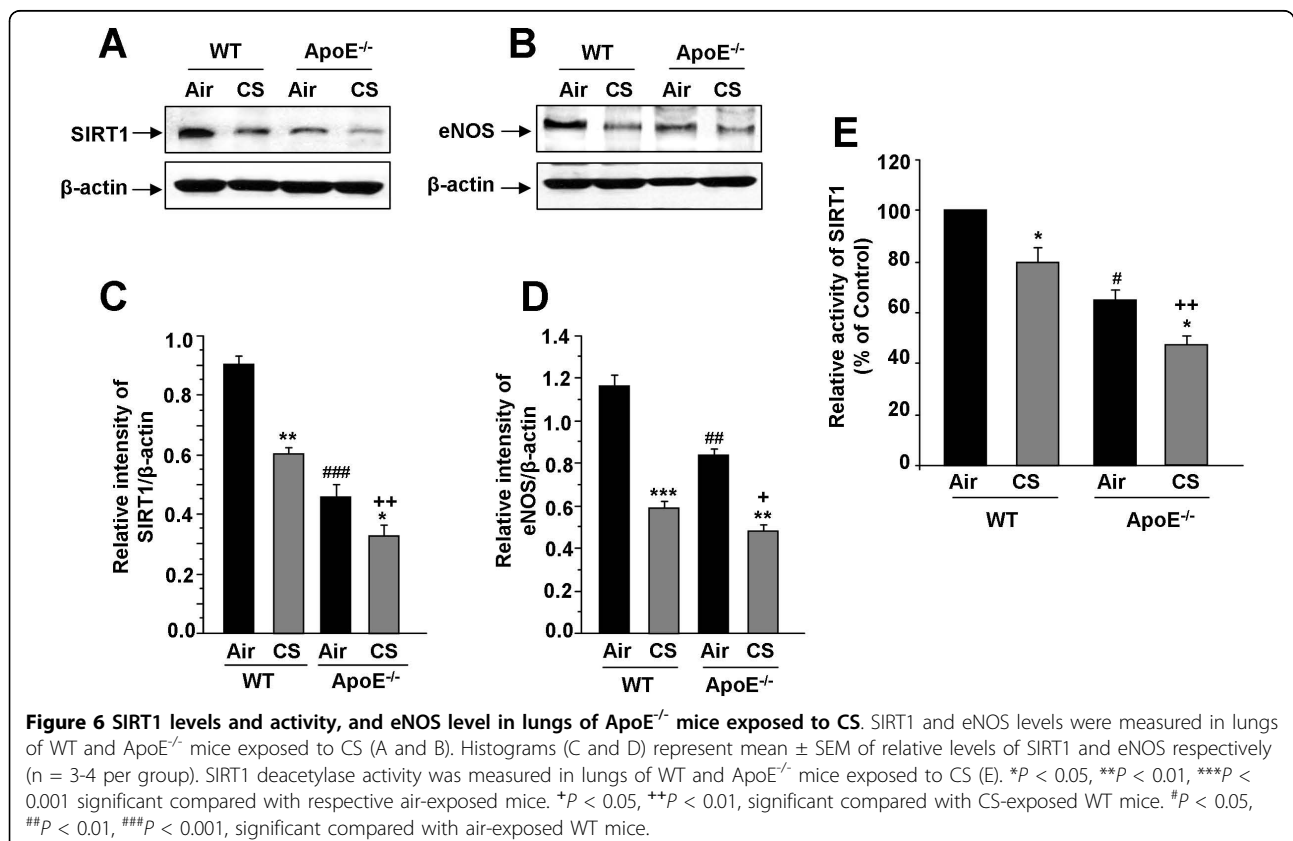 A
WT ApoE-/-
Air CS Air CS
SIRT1
β-actin
B
WT ApoE-/-
Air CS Air CS
eNOS
β-actin
C
Relative intensity of
SIRT1/β-actin
1.0
0.8
0.6
0.4
0.2
0.0
**
###
++
*
Air CS Air CS
WT ApoE-/-
D
Relative intensity of
eNOS/β-actin
1.4
1.2
0.8
0.6
0.4
0.2
0.0
***
##
+
**
Air CS Air CS
WT ApoE-/-
E
Relative activity of SIRT1
(% of Control)
120
100
80
60
40
20
0
*
#
++
*
Air CS Air CS
WT ApoE-/-
Figure 6 SIRT1 levels and activity, and eNOS level in lungs of ApoE-/- mice exposed to CS. SIRT1 and eNOS levels were measured in lungs
of WT and ApoE-/- mice exposed to CS (A and B). Histograms (C and D) represent mean ± SEM of relative levels of SIRT1 and eNOS respectively
(n = 3-4 per group). SIRT1 deacetylase activity was measured in lungs of WT and ApoE-/- mice exposed to CS (E). *P < 0.05, **P < 0.01, ***P <
0.001 significant compared with respective air-exposed mice. +P < 0.05, ++P < 0.01, significant compared with CS-exposed WT mice. #P < 0.05,
##P < 0.01, ###P < 0.001, significant compared with air-exposed WT mice.